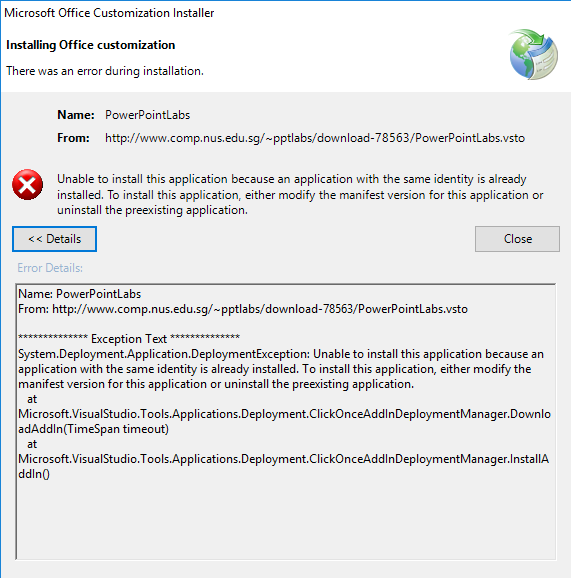 Microsoft Office Customization Installer
Installing Office customization
There was an error during installation.
Name: PowerPointLabs
From: http://www.comp.nus.edu.sg/~pptlabs/download-78563/PowerPointLabs.vsto
Unable to install this application because an application with the same identity is already
installed. To install this application, either modify the manifest version for this application or
uninstall the preexisting application.
<< Details
Close
Error Details:
Name: PowerPointLabs
From: http://www.comp.nus.edu.sg/~pptlabs/download-78563/PowerPointLabs.vsto
************** Exception Text **************
System.Deployment.Application.DeploymentException: Unable to install this application because an
application with the same identity is already installed. To install this application, either modify the
manifest version for this application or uninstall the preexisting application.
at
Microsoft.VisualStudio.Tools.Applications.Deployment.ClickOnceAddInDeploymentManager.Downlo
adAddIn(TimeSpan timeout)
at
Microsoft.VisualStudio.Tools.Applications.Deployment.ClickOnceAddInDeploymentManager.InstallA
ddIn()